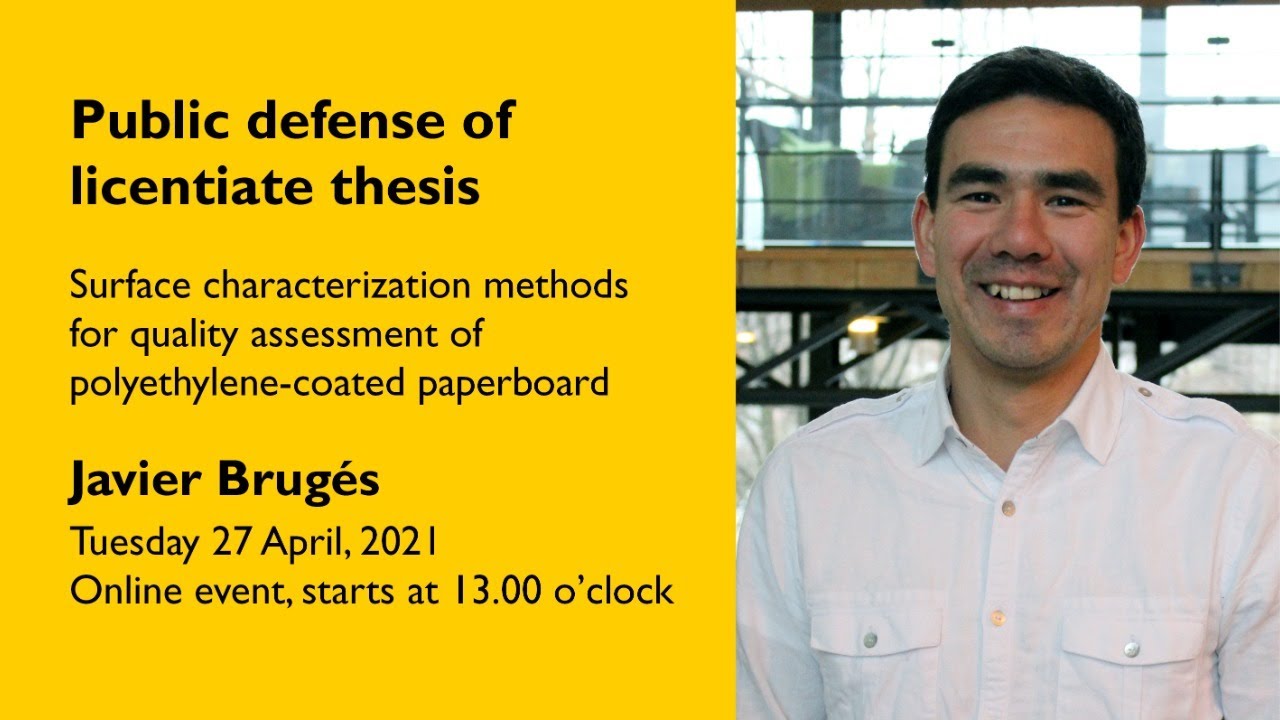 Public defense of
licentiate thesis
Surface characterization methods
for quality assessment of
polyethylene-coated paperboard
Javier Brugés
Tuesday 27 April, 2021
Online event, starts at 13.00 o’clock